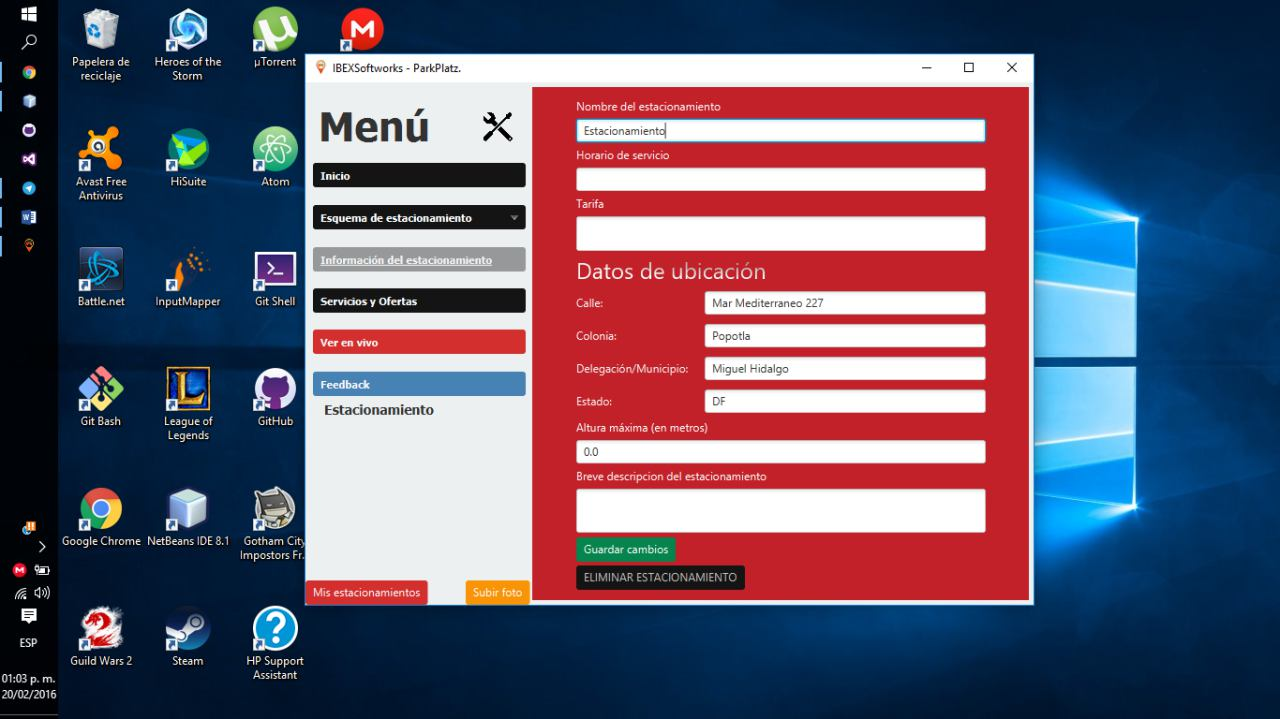 Papelera de
reciclaje
Heroes of the
Storm
µTorrent
Avast Free
Antivirus
HiSuite
Atom
Battle.net
InputMapper
Git Shell
Git Bash
League of
Legends
GitHub
Google Chrome
NetBeans IDE 8.1
Gotham City
Impostors Fr...
Guild Wars 2
Steam
HP Support
Assistant
ESP
01:03 p. m.
20/02/2016
IBEXSoftworks - ParkPlatz.
Menú
Inicio
Esquema de estacionamiento
Información del estacionamiento
Servicios y Ofertas
Ver en vivo
Feedback
Estacionamiento
Mis estacionamientos
Subir foto
Nombre del estacionamiento
Estacionamiento
Horario de servicio
Tarifa
Datos de ubicación
Calle: Mar Mediterraneo 227
Colonia: Popotla
Delegación/Municipio: Miguel Hidalgo
Estado: DF
Altura máxima (en metros)
0.0
Breve descripcion del estacionamiento
Guardar cambios
ELIMINAR ESTACIONAMIENTO